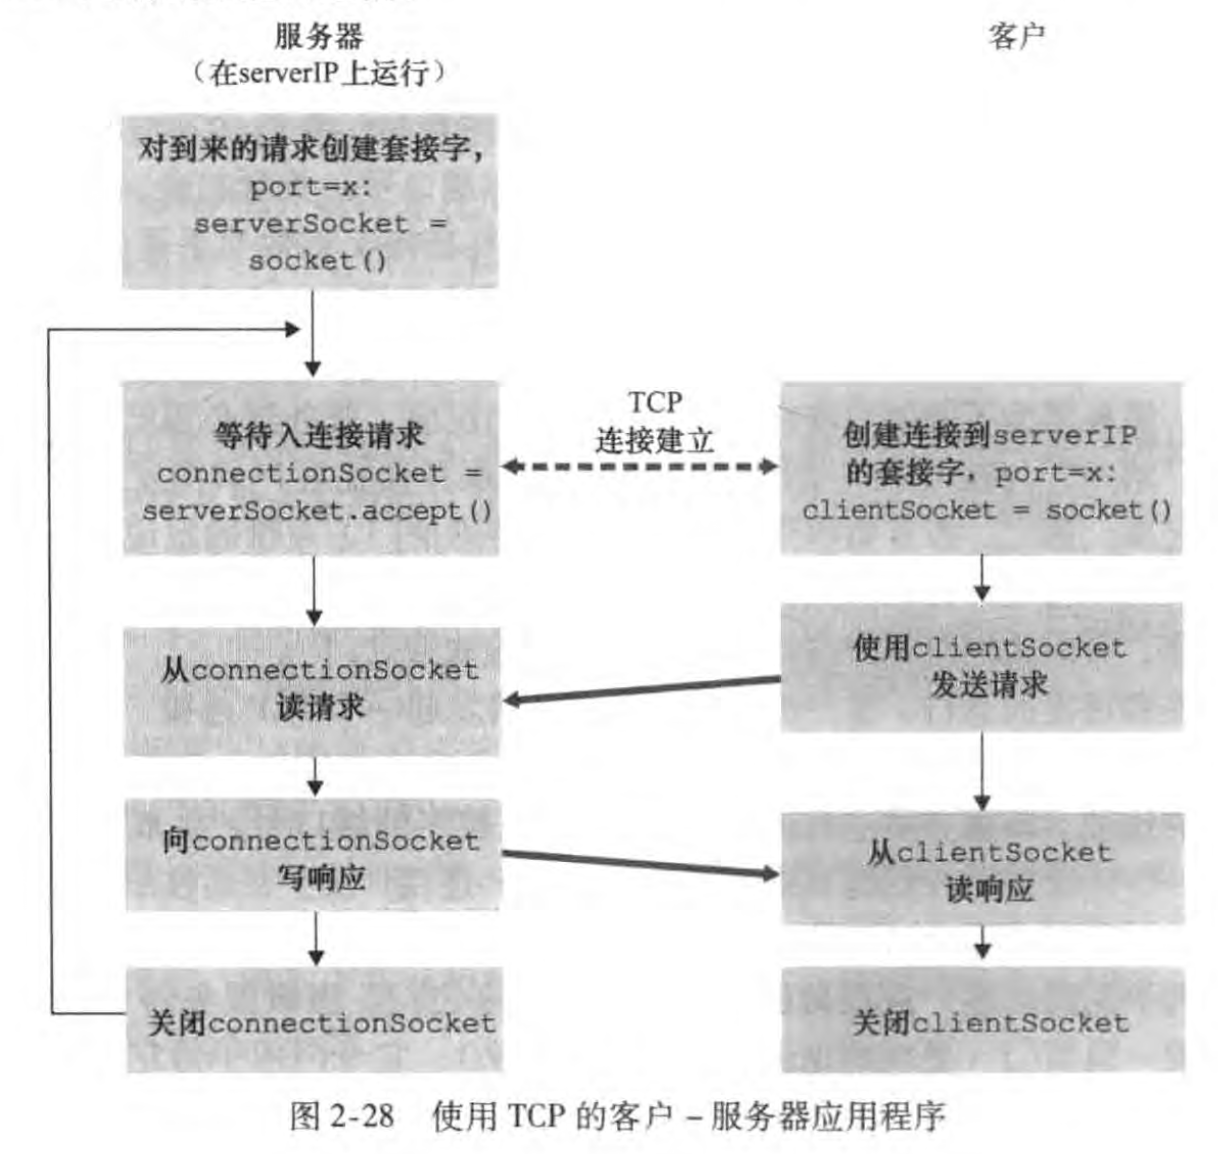 服务器
（在serverIP上运行）
客户
对到来的请求创建套接字，
port=x:
serverSocket =
socket()
等待入连接请求
connectionSocket =
serverSocket.accept()
TCP
连接建立
创建连接到serverIP
的套接字，port=x:
clientSocket = socket()
从connectionSocket
读请求
使用clientSocket
发送请求
向connectionSocket
写响应
从clientSocket
读响应
关闭connectionSocket
关闭clientSocket
图 2-28 使用 TCP 的客户 – 服务器应用程序